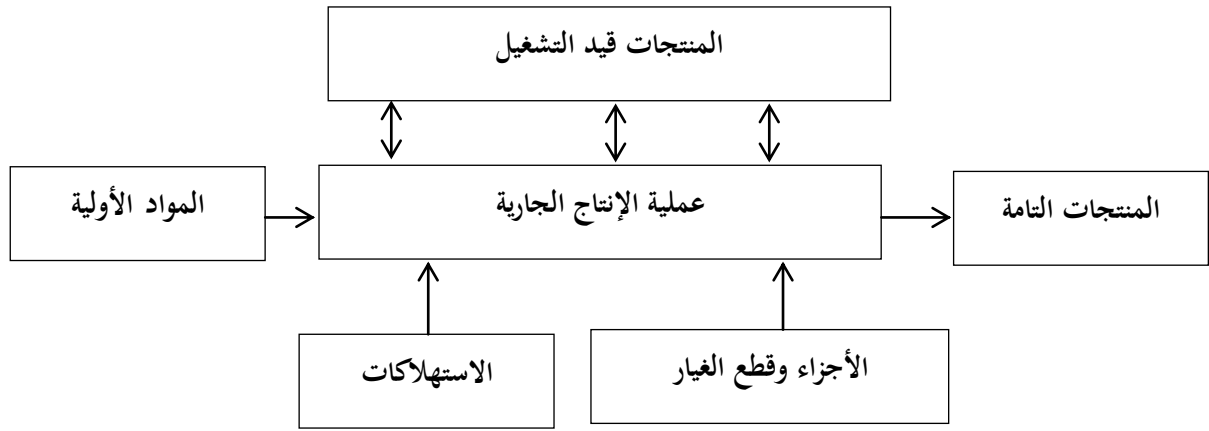 المنتجات قيد التشغيل
المواد الأولية
عملية الإنتاج الجارية
المنتجات التامة
الاستهلاكات
الأجزاء وقطع الغيار